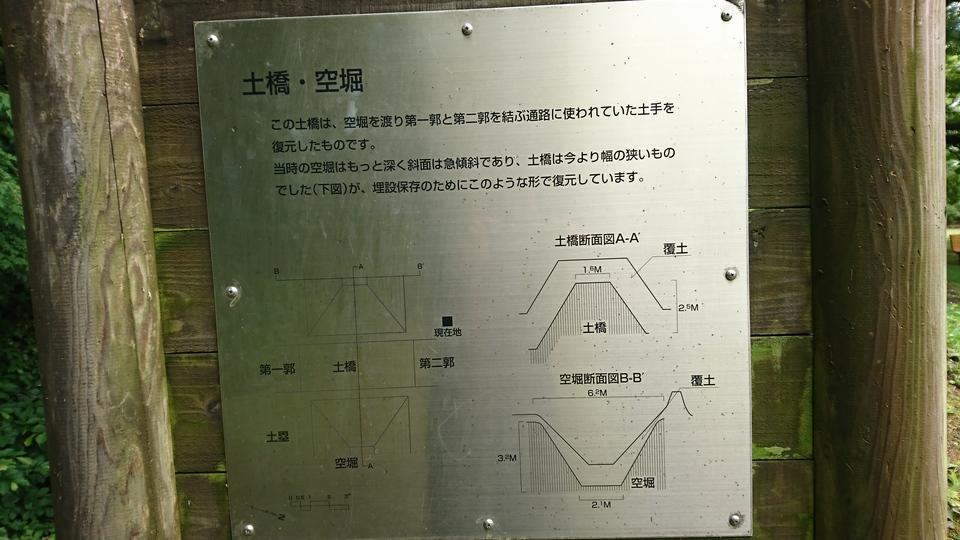 土橋・空堀
この土橋は、空堀を渡り第一郭と第二郭を結ぶ通路に使われていた土手を
復元したものです。
当時の空堀はもっと深く斜面は急傾斜であり、土橋は今より幅の狭いもの
でした(下図)が、埋設保存のためにこのような形で復元しています。
土橋断面図A-A′
覆土
1.6M
2.5M
土橋
B
A
B′
現在地
第一郭
土橋
第二郭
土塁
空堀
A′
空堀断面図B-B′
覆土
6.2M
3.2M
空堀
2.1M